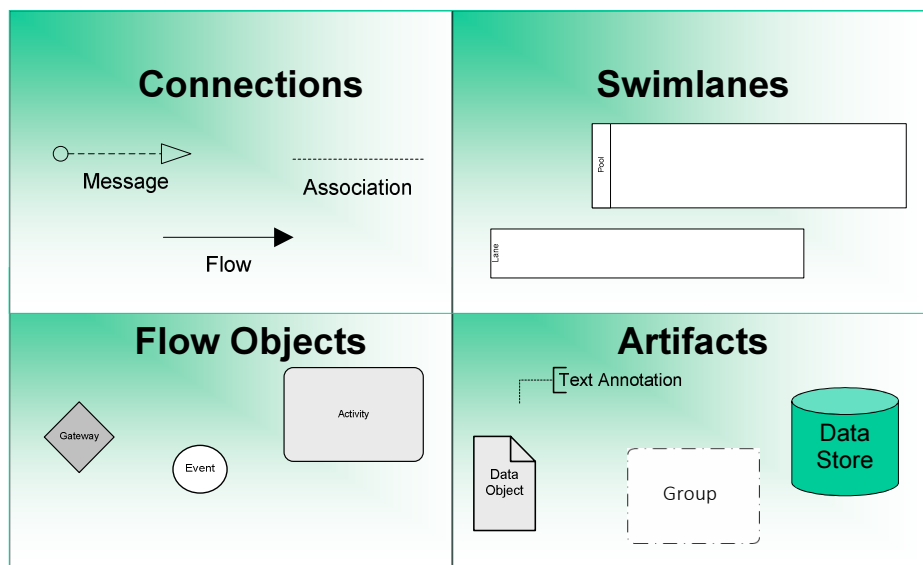 Connections
Message
Association
Flow
Swimlanes
Pool
Lane
Flow Objects
Gateway
Event
Activity
Artifacts
Text Annotation
Data
Object
Group
Data
Store